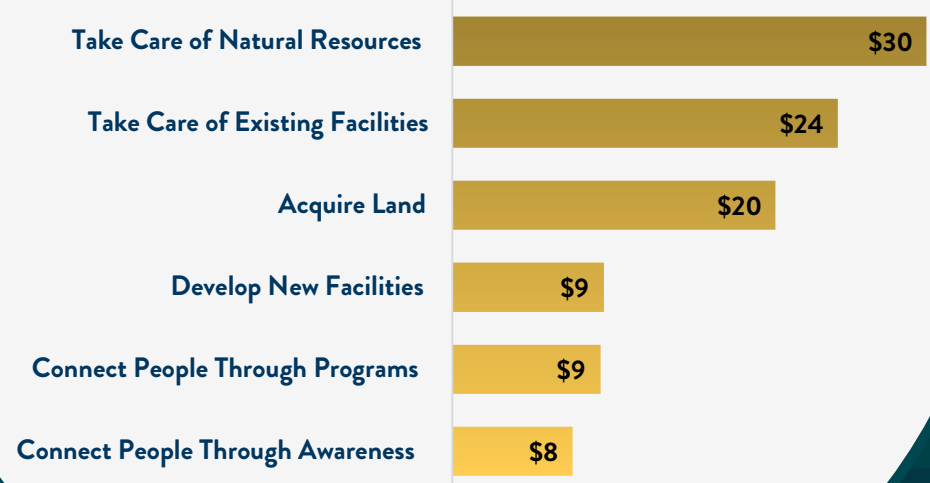 Take Care of Natural Resources $30
Take Care of Existing Facilities $24
Acquire Land $20
Develop New Facilities $9
Connect People Through Programs $9
Connect People Through Awareness $8